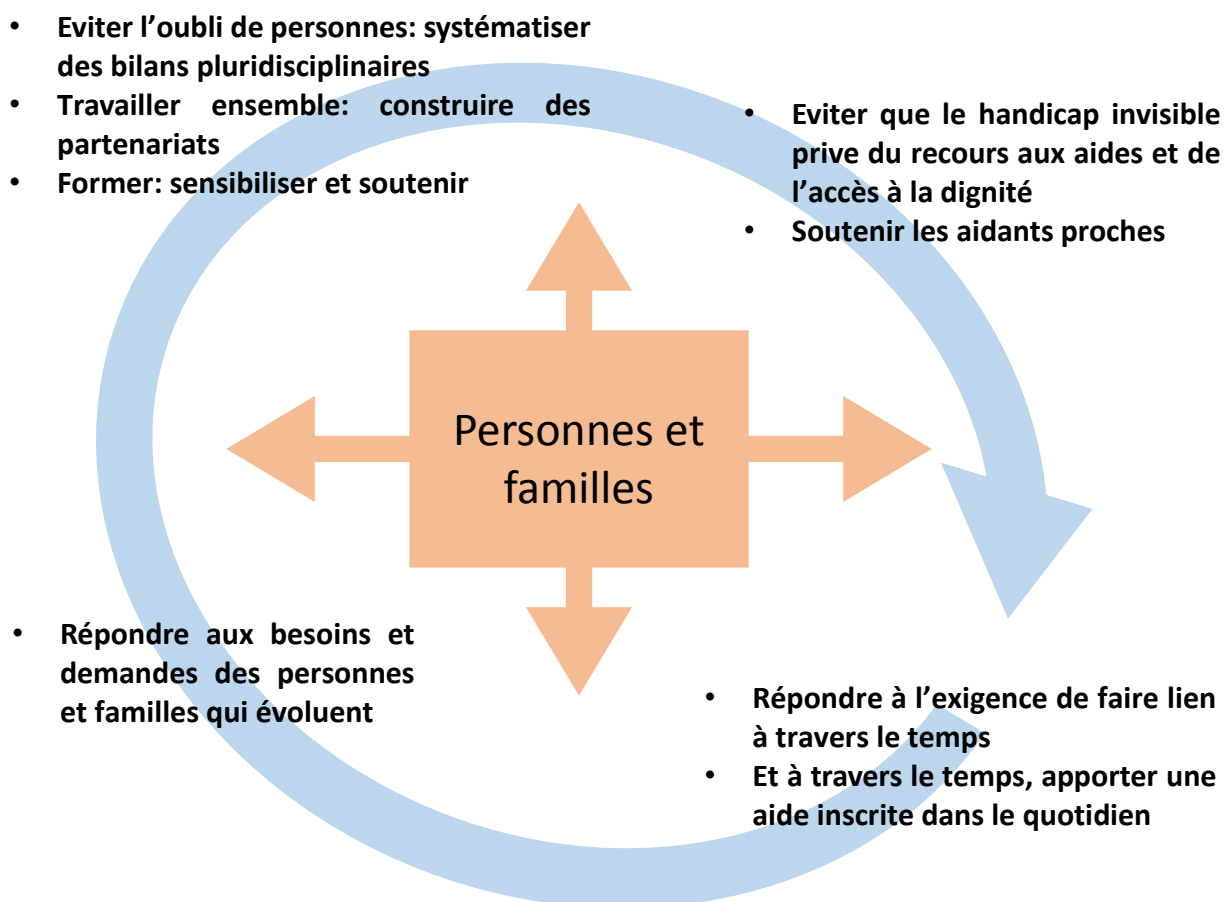 • Eviter l’oubli de personnes: systématiser
des bilans pluridisciplinaires
• Travailler ensemble: construire des
partenariats
• Former: sensibiliser et soutenir
• Eviter que le handicap invisible
prive du recours aux aides et de
l’accès à la dignité
• Soutenir les aidants proches
Personnes et
familles
• Répondre aux besoins et
demandes des personnes
et familles qui évoluent
• Répondre à l’exigence de faire lien
à travers le temps
• Et à travers le temps, apporter une
aide inscrite dans le quotidien